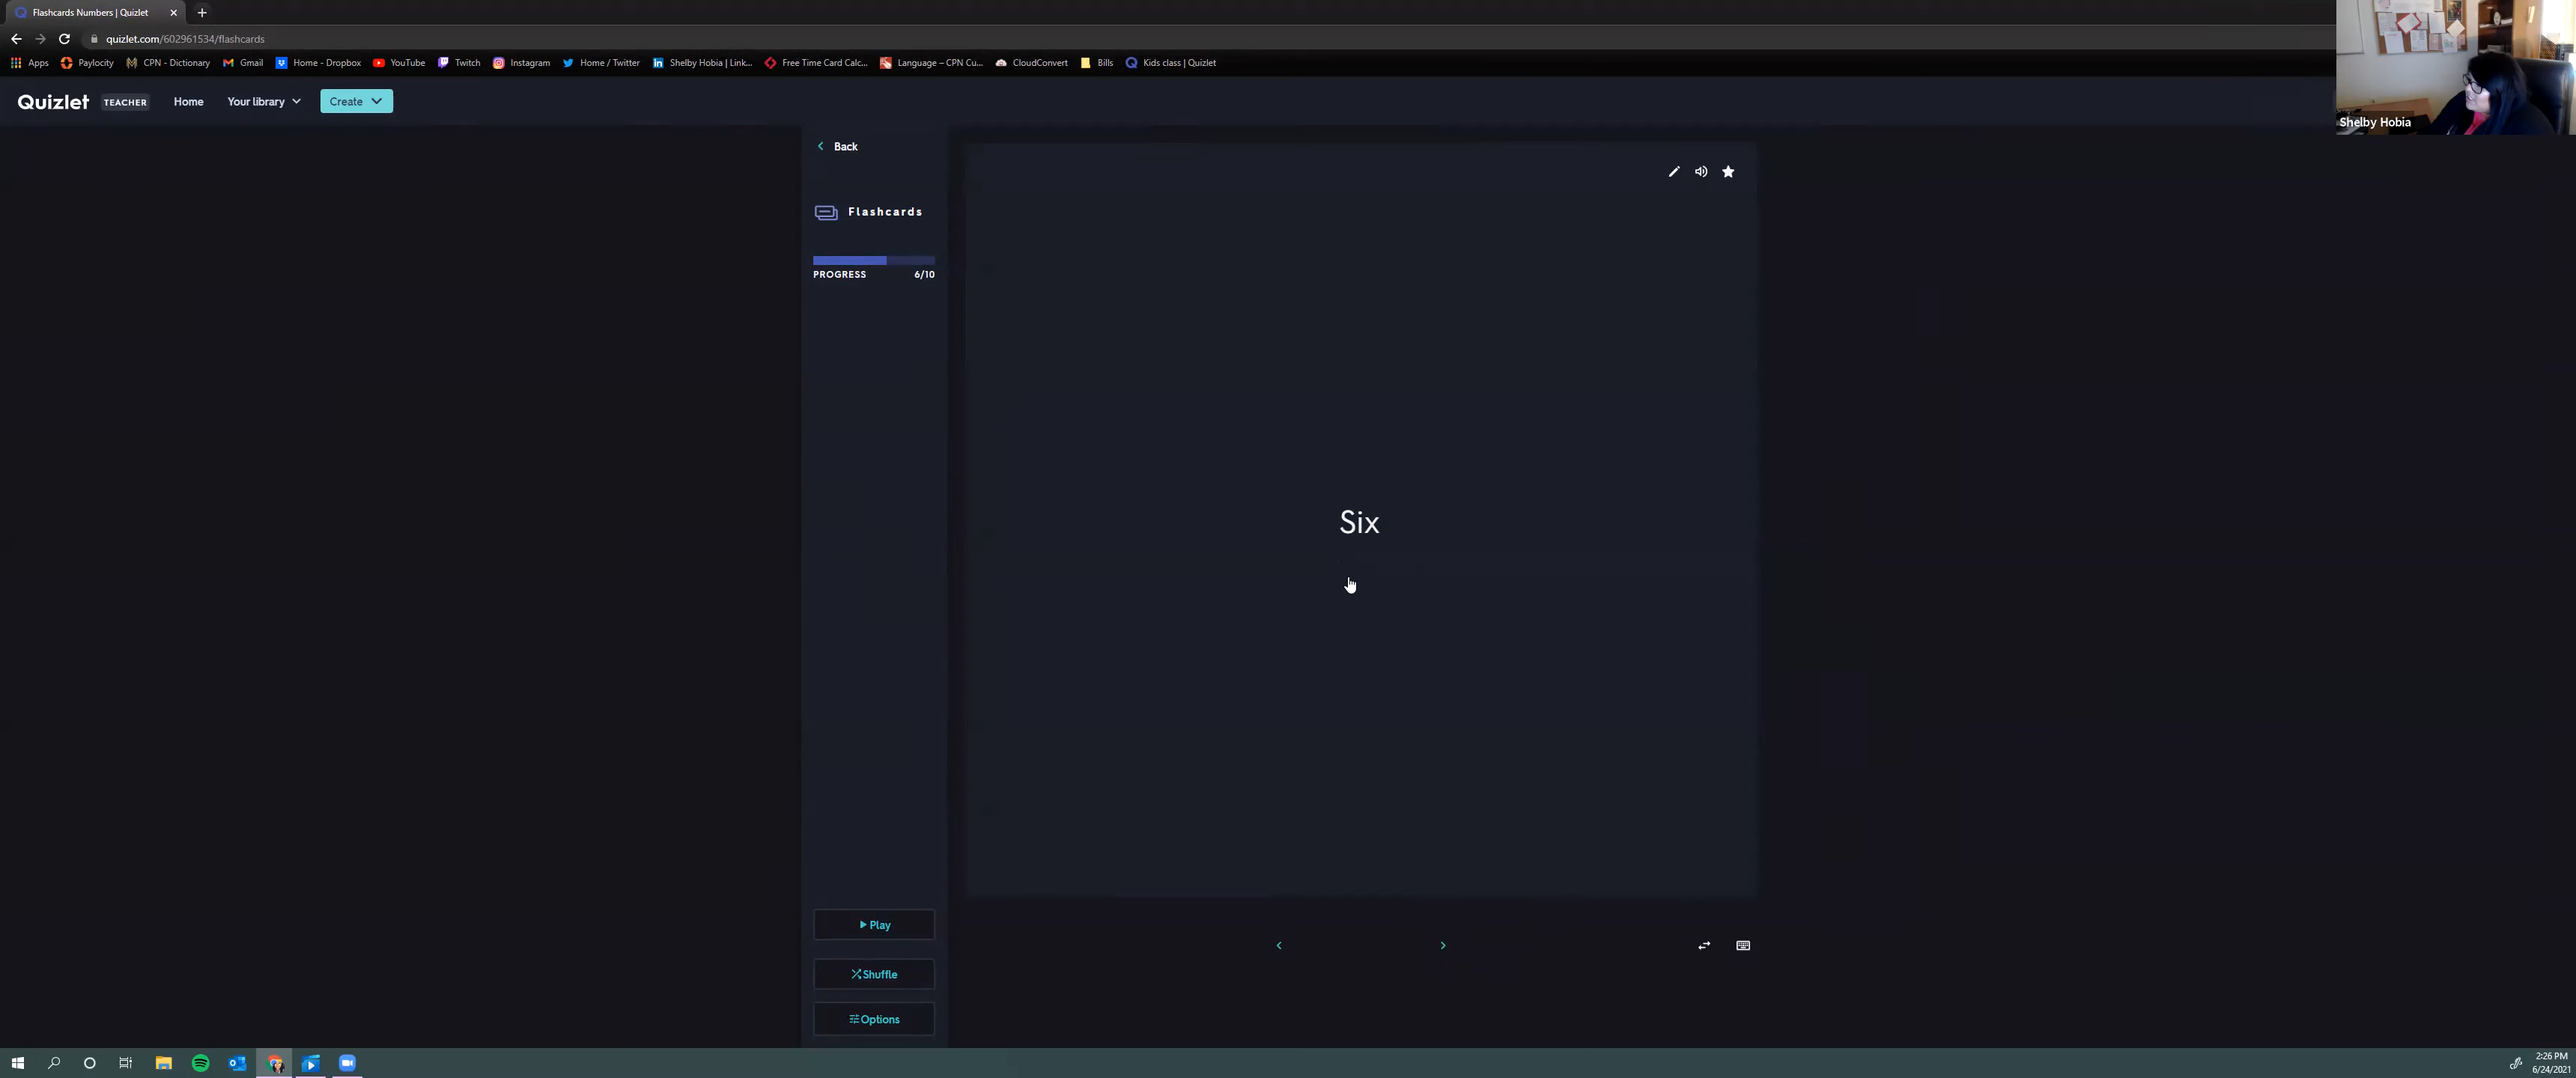 Flashcards Numbers | Quizlet
quizlet.com/602961534/flashcards
Apps Paylocity CPN - Dictionary Gmail Home - Dropbox YouTube Twitch Instagram Home / Twitter Shelby Hobia | Link... Free Time Card Calc... Language – CPN Cu... CloudConvert Bills Kids class | Quizlet
Quizlet TEACHER Home Your library Create
Shelby Hobia
Back
Flashcards
PROGRESS 6/10
Six
Play
Shuffle
Options
2:26 PM
6/24/2021